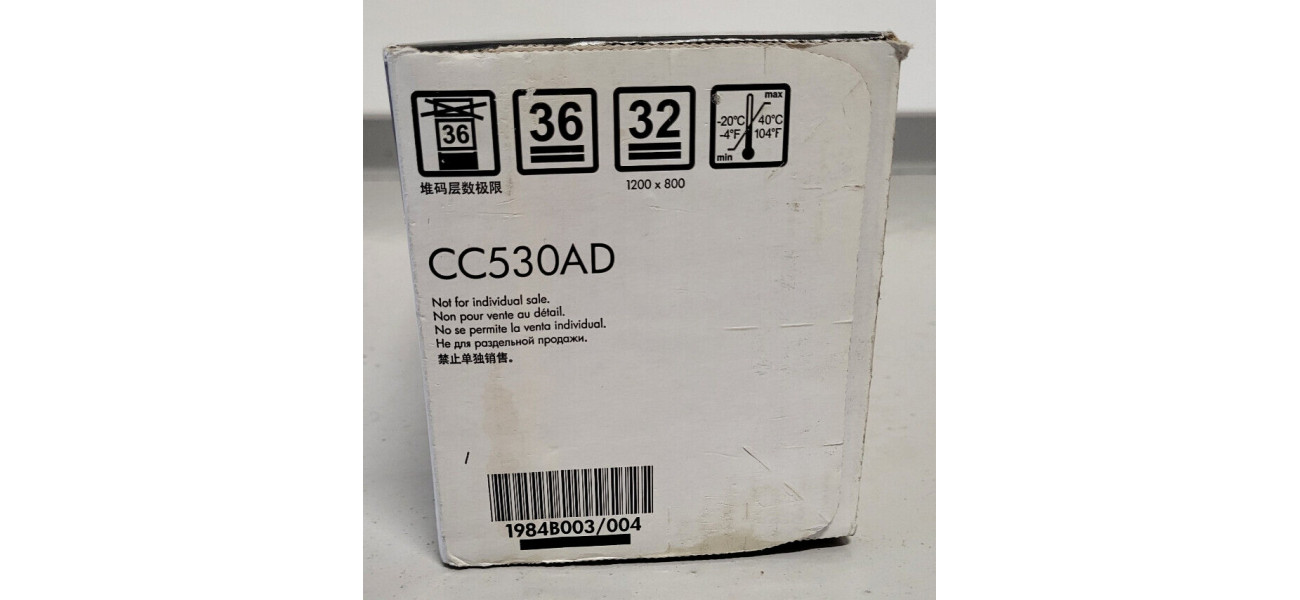 36
堆码层数极限
36
32
1200 x 800
max
-20°C
40°C
-4°F
104°F
min
CC530AD
Not for individual sale.
Non pour vente au détail.
No se permite la venta individual.
Не для раздельной продажи.
禁止单独销售。
1984B003/004